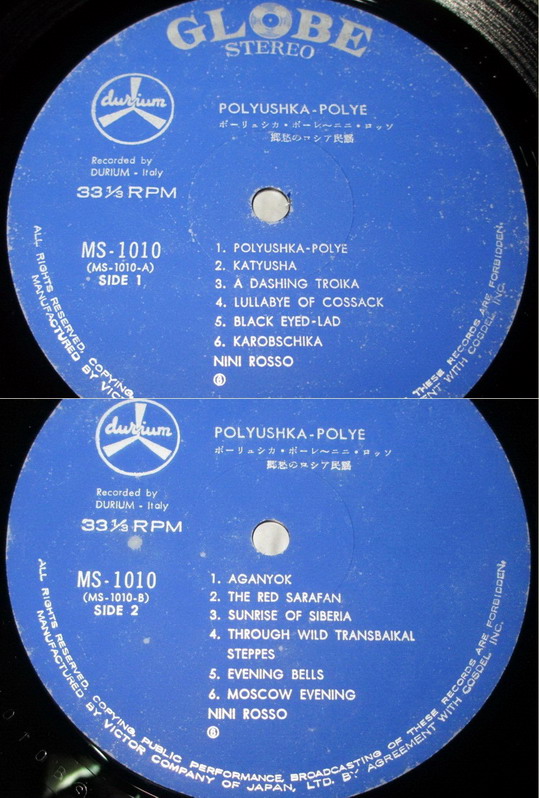 GLOBE
STEREO
durium
POLYUSHKA-POLYE
ポーリュシカ・ポーレ〜ニニ・ロッソ
郷愁のロシア民謡
Recorded by
DURIUM - Italy
33 1/3 RPM
MS-1010
(MS-1010-A)
SIDE 1
1. POLYUSHKA-POLYE
2. KATYUSHA
3. A DASHING TROIKA
4. LULLABYE OF COSSACK
5. BLACK EYED-LAD
6. KAROBSCHIKA
NINI ROSSO
ALL RIGHTS RESERVED, COPYING,
THESE RECORDS ARE FORBIDDEN,
MANUFACTURED BY VICTOR
WITH COSDEL INC.
durium
POLYUSHKA-POLYE
ポーリュシカ・ポーレ〜ニニ・ロッソ
郷愁のロシア民謡
Recorded by
DURIUM - Italy
33 1/3 RPM
MS-1010
(MS-1010-B)
SIDE 2
1. AGANYOK
2. THE RED SARAFAN
3. SUNRISE OF SIBERIA
4. THROUGH WILD TRANSBAIKAL
STEPPES
5. EVENING BELLS
6. MOSCOW EVENING
NINI ROSSO
ALL RIGHTS RESERVED, COPYING, PUBLIC PERFORMANCE, BROADCASTING OF THESE RECORDS ARE FORBIDDEN,
MANUFACTURED BY VICTOR COMPANY OF JAPAN, LTD. BY AGREEMENT WITH COSDEL INC.